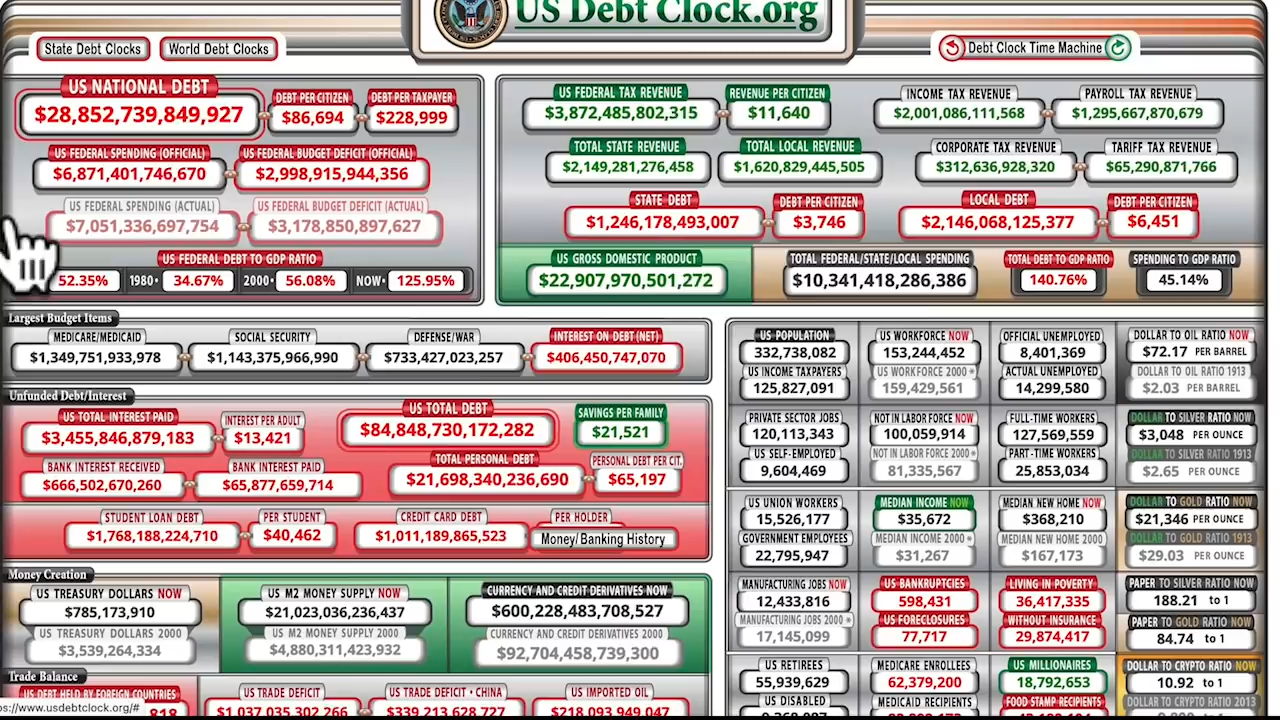 US Debt Clock.org
State Debt Clocks World Debt Clocks Debt Clock Time Machine
US NATIONAL DEBT
$28,852,739,849,927
DEBT PER CITIZEN
$86,694
DEBT PER TAXPAYER
$228,999
US FEDERAL SPENDING (OFFICIAL)
$6,871,401,746,670
US FEDERAL BUDGET DEFICIT (OFFICIAL)
$2,998,915,944,356
US FEDERAL SPENDING (ACTUAL)
$7,051,336,697,754
US FEDERAL BUDGET DEFICIT (ACTUAL)
$3,178,850,897,627
US FEDERAL DEBT TO GDP RATIO
52.35% 1980• 34.67% 2000• 56.08% NOW• 125.95%
US FEDERAL TAX REVENUE
$3,872,485,802,315
REVENUE PER CITIZEN
$11,640
INCOME TAX REVENUE
$2,001,086,111,568
PAYROLL TAX REVENUE
$1,295,667,870,679
TOTAL STATE REVENUE
$2,149,281,276,458
TOTAL LOCAL REVENUE
$1,620,829,445,505
CORPORATE TAX REVENUE
$312,636,928,320
TARIFF TAX REVENUE
$65,290,871,766
STATE DEBT
$1,246,178,493,007
DEBT PER CITIZEN
$3,746
LOCAL DEBT
$2,146,068,125,377
DEBT PER CITIZEN
$6,451
US GROSS DOMESTIC PRODUCT
$22,907,970,501,272
TOTAL FEDERAL/STATE/LOCAL SPENDING
$10,341,418,286,386
TOTAL DEBT TO GDP RATIO
140.76%
SPENDING TO GDP RATIO
45.14%
Largest Budget Items
MEDICARE/MEDICAID
$1,349,751,933,978
SOCIAL SECURITY
$1,143,375,966,990
DEFENSE/WAR
$733,427,023,257
INTEREST ON DEBT (NET)
$406,450,747,070
Unfunded Debt/Interest
US TOTAL INTEREST PAID
$3,455,846,879,183
INTEREST PER ADULT
$13,421
US TOTAL DEBT
$84,848,730,172,282
SAVINGS PER FAMILY
$21,521
BANK INTEREST RECEIVED
$666,502,670,260
BANK INTEREST PAID
$65,877,659,714
TOTAL PERSONAL DEBT
$21,698,340,236,690
PERSONAL DEBT PER CIT.
$65,197
STUDENT LOAN DEBT
$1,768,188,224,710
PER STUDENT
$40,462
CREDIT CARD DEBT
$1,011,189,865,523
PER HOLDER
Money/Banking History
Money Creation
US TREASURY DOLLARS NOW
$785,173,910
US TREASURY DOLLARS 2000
$3,539,264,334
US M2 MONEY SUPPLY NOW
$21,023,036,236,437
US M2 MONEY SUPPLY 2000
$4,880,311,423,932
CURRENCY AND CREDIT DERIVATIVES NOW
$600,228,483,708,527
CURRENCY AND CREDIT DERIVATIVES 2000
$92,704,458,739,300
Trade Balance
US DEBT HELD BY FOREIGN COUNTRIES
818
US TRADE DEFICIT
$1,037,035,302,266
US TRADE DEFICIT • CHINA
$339,213,628,727
US IMPORTED OIL
$218,093,949,047
ps://www.usdebtclock.org/#
US POPULATION
332,738,082
US INCOME TAXPAYERS
125,827,091
US WORKFORCE NOW
153,244,452
US WORKFORCE 2000
159,429,561
OFFICIAL UNEMPLOYED
8,401,369
ACTUAL UNEMPLOYED
14,299,580
DOLLAR TO OIL RATIO NOW
$72.17 PER BARREL
DOLLAR TO OIL RATIO 1913
$2.03 PER BARREL
PRIVATE SECTOR JOBS
120,113,343
US SELF-EMPLOYED
9,604,469
NOT IN LABOR FORCE NOW
100,059,914
NOT IN LABOR FORCE 2000
81,335,567
FULL-TIME WORKERS
127,569,559
PART-TIME WORKERS
25,853,034
DOLLAR TO SILVER RATIO NOW
$3,048 PER OUNCE
DOLLAR TO SILVER RATIO 1913
$2.65 PER OUNCE
US UNION WORKERS
15,526,177
GOVERNMENT EMPLOYEES
22,795,947
MEDIAN INCOME NOW
$35,672
MEDIAN INCOME 2000
$31,267
MEDIAN NEW HOME NOW
$368,210
MEDIAN NEW HOME 2000
$167,173
DOLLAR TO GOLD RATIO NOW
$21,346 PER OUNCE
DOLLAR TO GOLD RATIO 1913
$29.03 PER OUNCE
MANUFACTURING JOBS NOW
12,433,816
MANUFACTURING JOBS 2000
17,145,099
US BANKRUPTCIES
598,431
US FORECLOSURES
77,717
LIVING IN POVERTY
36,417,335
WITHOUT INSURANCE
29,874,417
PAPER TO SILVER RATIO NOW
188.21 to 1
PAPER TO GOLD RATIO NOW
84.74 to 1
US RETIREES
55,939,629
US DISABLED
MEDICARE ENROLLEES
62,379,200
MEDICAID RECIPIENTS
US MILLIONAIRES
18,792,653
FOOD STAMP RECIPIENTS
DOLLAR TO CRYPTO RATIO NOW
10.92 to 1
DOLLAR TO CRYPTO RATIO 2013